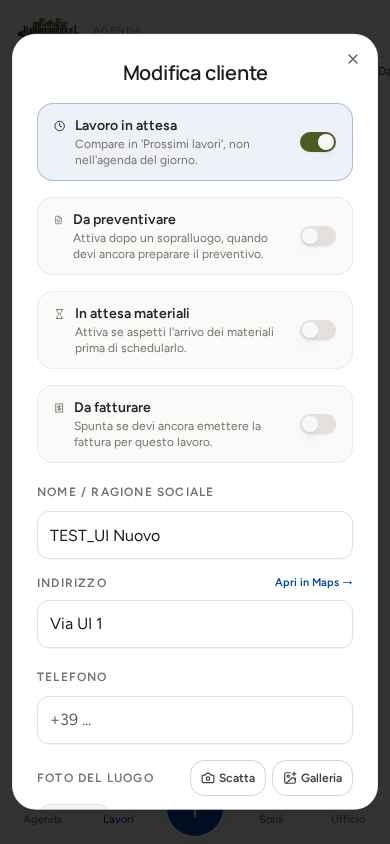 AGENDA
Da
Modifica cliente
Lavoro in attesa
Compare in 'Prossimi lavori', non
nell'agenda del giorno.
Da preventivare
Attiva dopo un sopralluogo, quando
devi ancora preparare il preventivo.
In attesa materiali
Attiva se aspetti l'arrivo dei materiali
prima di schedularlo.
Da fatturare
Spunta se devi ancora emettere la
fattura per questo lavoro.
NOME / RAGIONE SOCIALE
TEST_UI Nuovo
INDIRIZZO
Apri in Maps →
Via UI 1
TELEFONO
+39 ...
FOTO DEL LUOGO
Scatta
Galleria
Agenda
Lavori
Ufficio